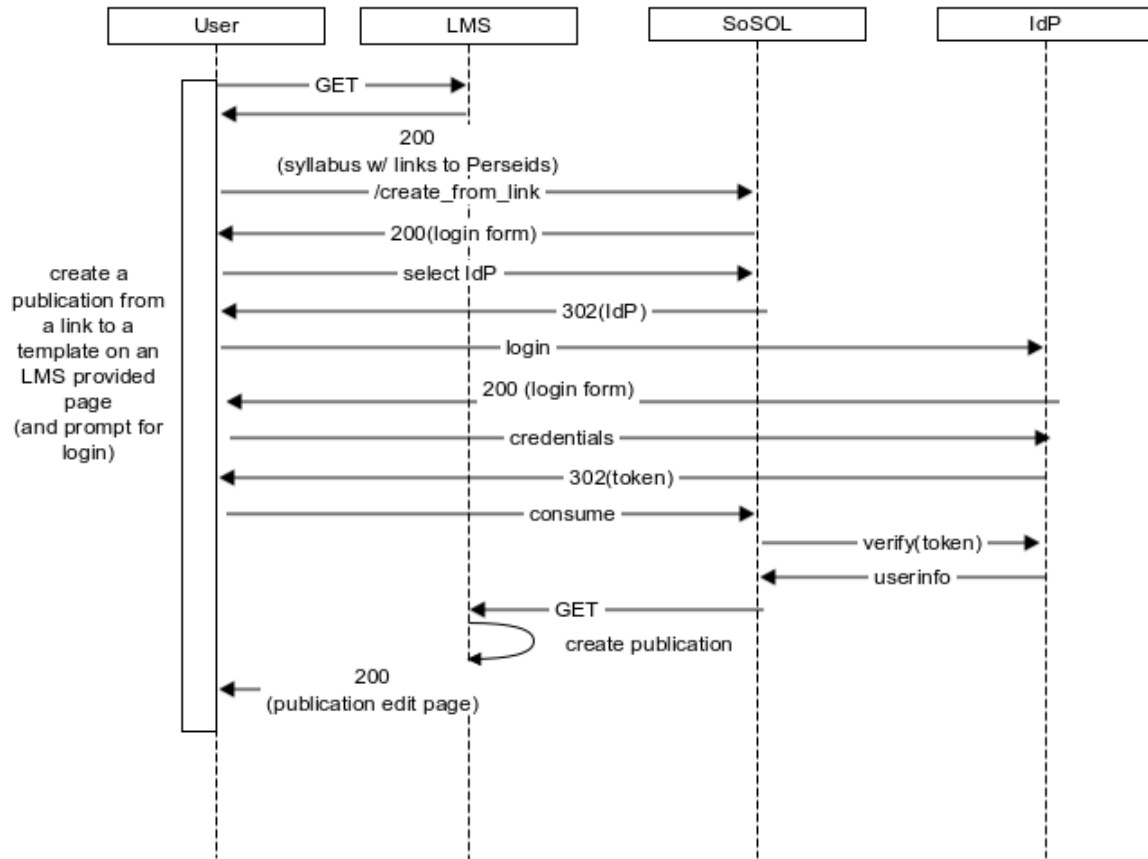 User
LMS
SoSOL
IdP
GET
200
(syllabus w/ links to Perseids)
/create_from_link
200(login form)
select IdP
302(IdP)
login
200 (login form)
credentials
302(token)
consume
verify(token)
userinfo
GET
create publication
200
(publication edit page)
create a
publication from
a link to a
template on an
LMS provided
page
(and prompt for
login)